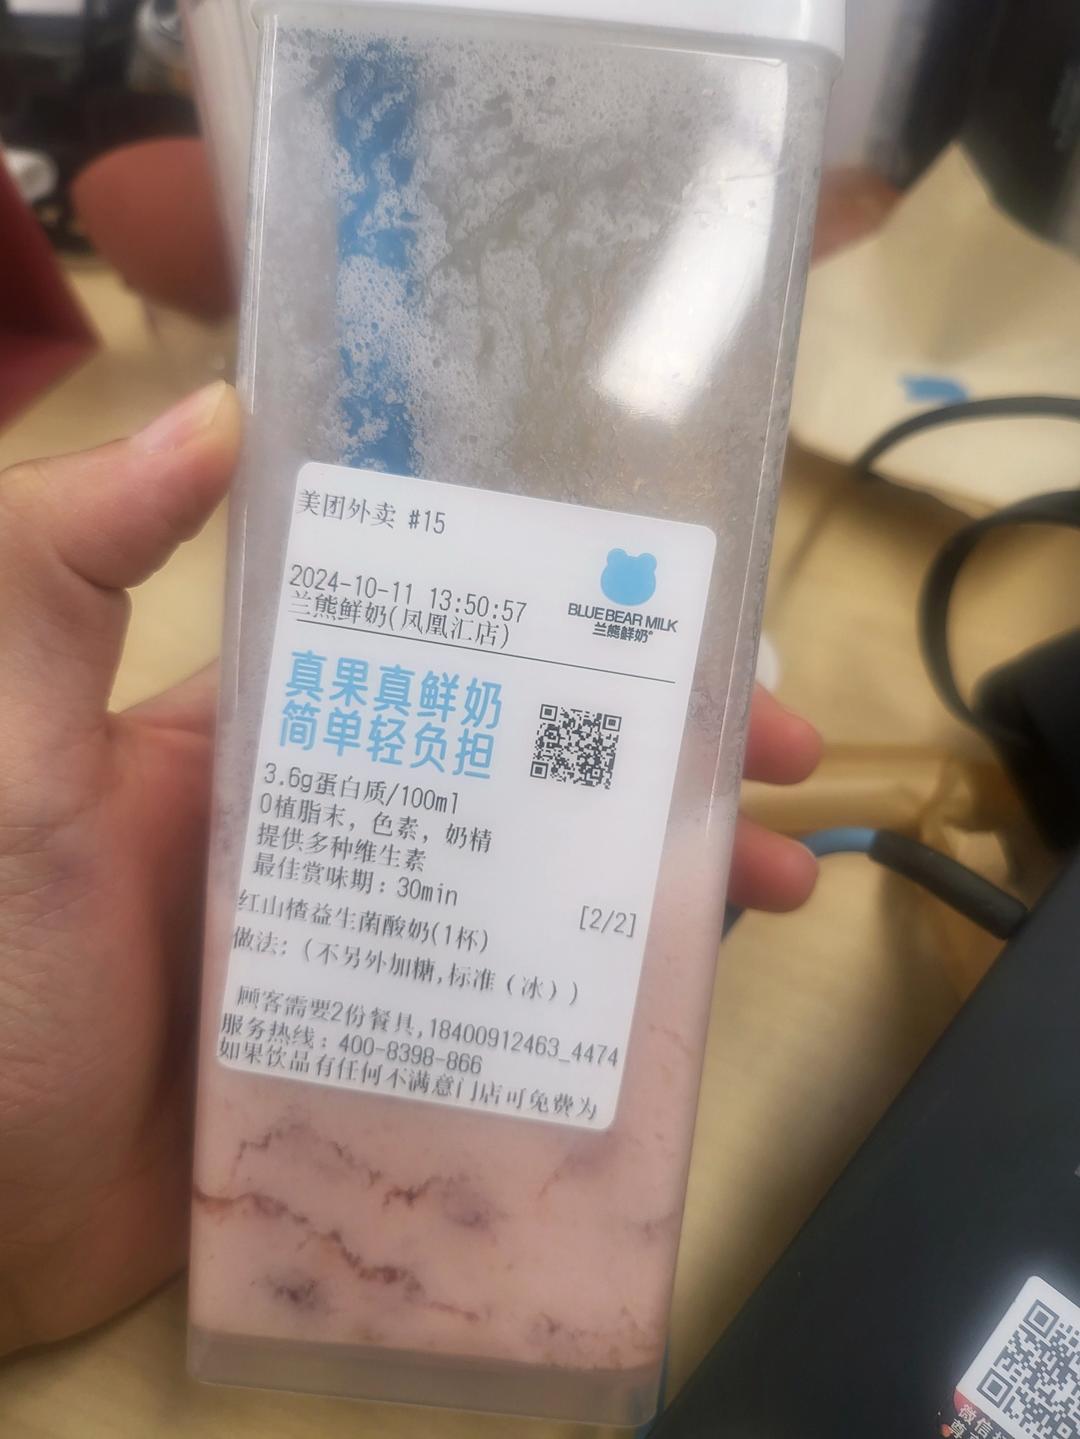 美团外卖 #15
2024-10-11 13:50:57
兰熊鲜奶(凤凰汇店)
BLUE BEAR MILK
兰熊鲜奶®
真果真鲜奶
简单轻负担
3.6g蛋白质/100ml
0植脂末，色素，奶精
提供多种维生素
最佳赏味期：30min
[2/2]
红山楂益生菌酸奶(1杯)
做法:（不另外加糖,标准（冰））
顾客需要2份餐具,18400912463_4474
服务热线：400-8398-866
如果饮品有任何不满意门店可免费为
微信